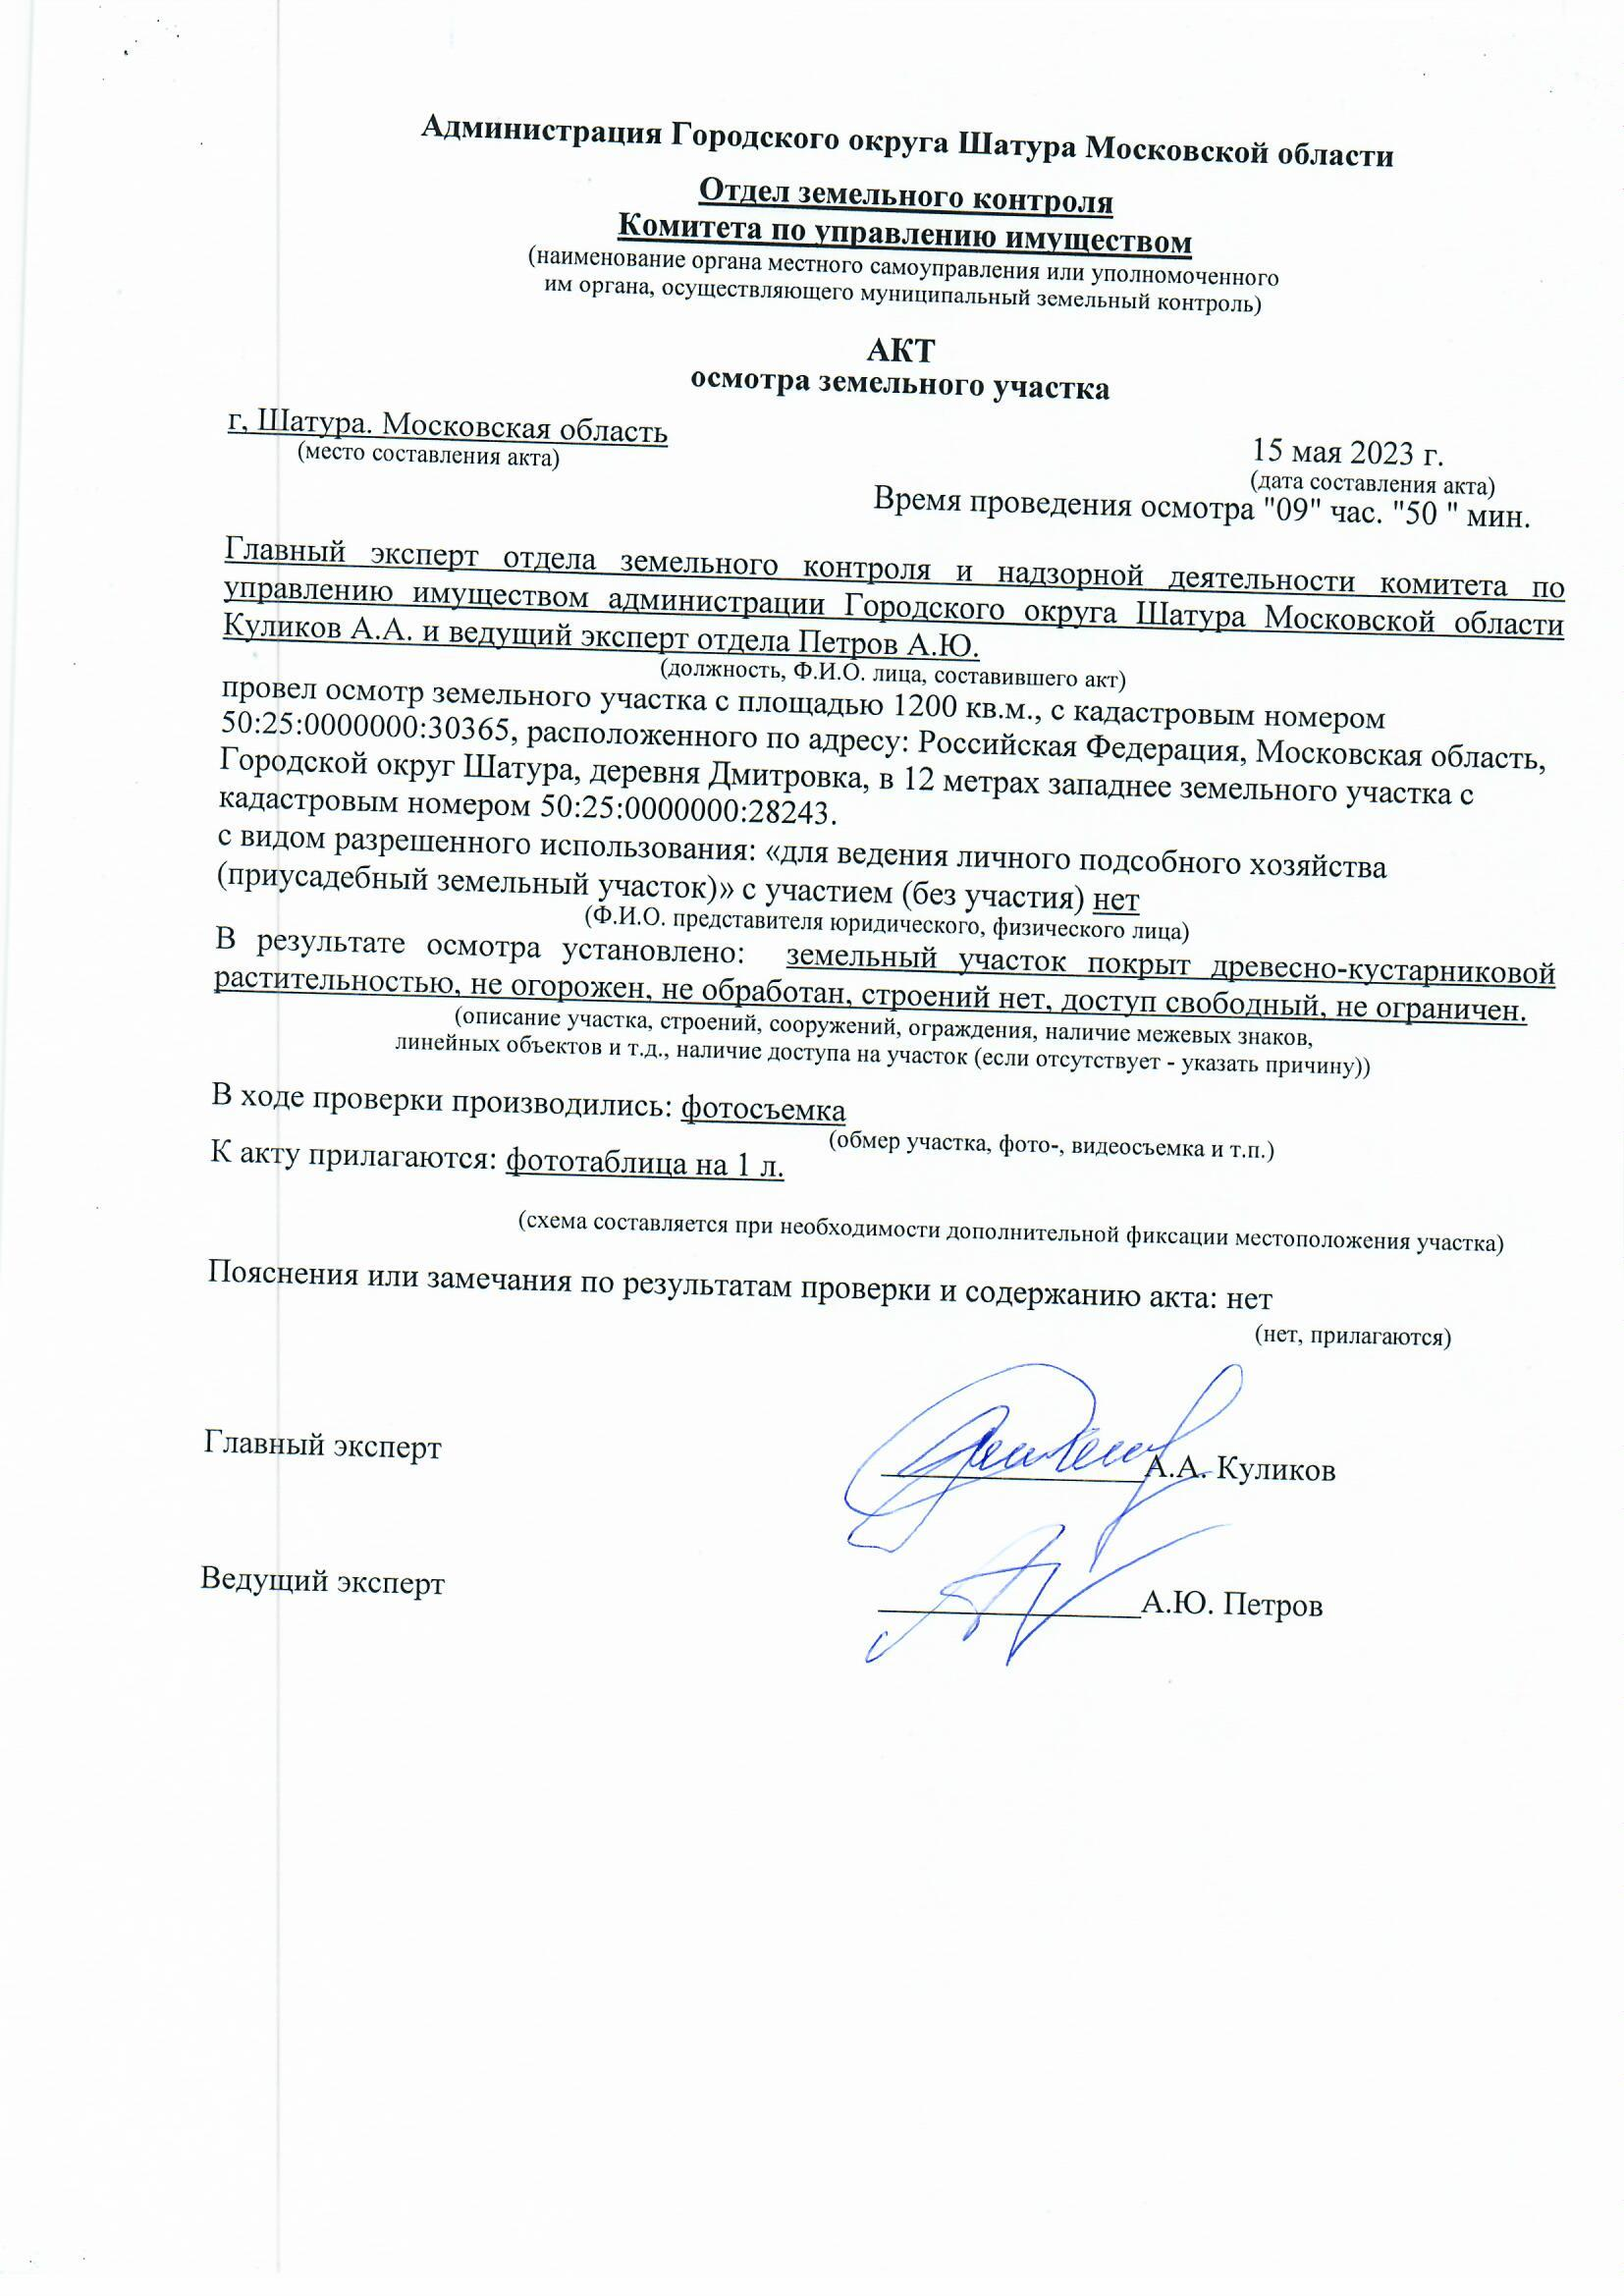 Администрация Городского округа Шатура Московской области
Отдел земельного контроля
Комитета по управлению имуществом
(наименование органа местного самоуправления или уполномоченного
им органа, осуществляющего муниципальный земельный контроль)
АКТ
осмотра земельного участка
г, Шатура. Московская область
(место составления акта)
15 мая 2023 г.
(дата составления акта)
Время проведения осмотра "09" час. "50 " мин.
Главный эксперт отдела земельного контроля и надзорной деятельности комитета по
управлению имуществом администрации Городского округа Шатура Московской области
Куликов А.А. и ведущий эксперт отдела Петров А.Ю.
(должность, Ф.И.О. лица, составившего акт)
провел осмотр земельного участка с площадью 1200 кв.м., с кадастровым номером
50:25:0000000:30365, расположенного по адресу: Российская Федерация, Московская область,
Городской округ Шатура, деревня Дмитровка, в 12 метрах западнее земельного участка с
кадастровым номером 50:25:0000000:28243.
с видом разрешенного использования: «для ведения личного подсобного хозяйства
(приусадебный земельный участок)» с участием (без участия) нет
(Ф.И.О. представителя юридического, физического лица)
В результате осмотра установлено: земельный участок покрыт древесно-кустарниковой
растительностью, не огорожен, не обработан, строений нет, доступ свободный, не ограничен.
(описание участка, строений, сооружений, ограждения, наличие межевых знаков,
линейных объектов и т.д., наличие доступа на участок (если отсутствует - указать причину))
В ходе проверки производились: фотосъемка
(обмер участка, фото-, видеосъемка и т.п.)
К акту прилагаются: фототаблица на 1 л.
(схема составляется при необходимости дополнительной фиксации местоположения участка)
Пояснения или замечания по результатам проверки и содержанию акта: нет
(нет, прилагаются)
Главный эксперт А.А. Куликов
Ведущий эксперт А.Ю. Петров